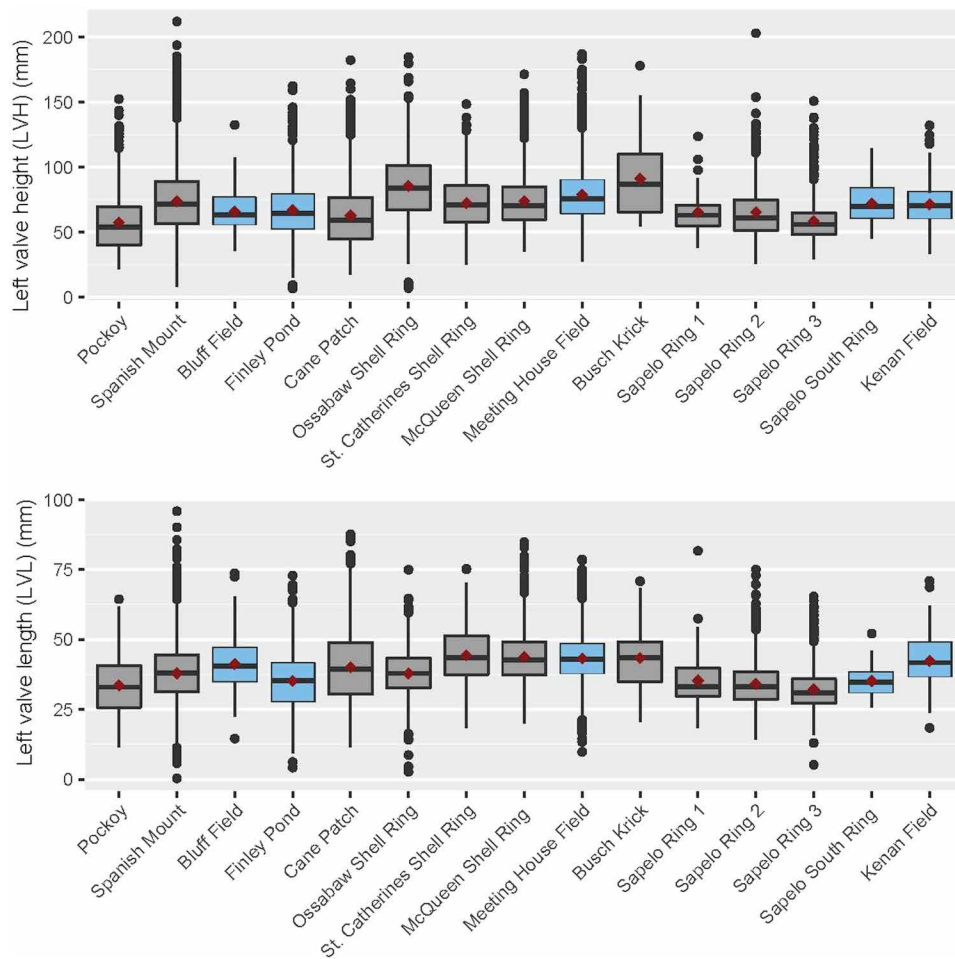 Left valve height (LVH) (mm)
200
150
100
50
0
Pockoy
Spanish Mount
Bluff Field
Finley Pond
Cane Patch
Ossabaw Shell Ring
St. Catherines Shell Ring
McQueen Shell Ring
Meeting House Field
Busch Krick
Sapelo Ring 1
Sapelo Ring 2
Sapelo Ring 3
Sapelo South Ring
Kenan Field
Left valve length (LVL) (mm)
100
75
50
25
0
Pockoy
Spanish Mount
Bluff Field
Finley Pond
Cane Patch
Ossabaw Shell Ring
St. Catherines Shell Ring
McQueen Shell Ring
Meeting House Field
Busch Krick
Sapelo Ring 1
Sapelo Ring 2
Sapelo Ring 3
Sapelo South Ring
Kenan Field